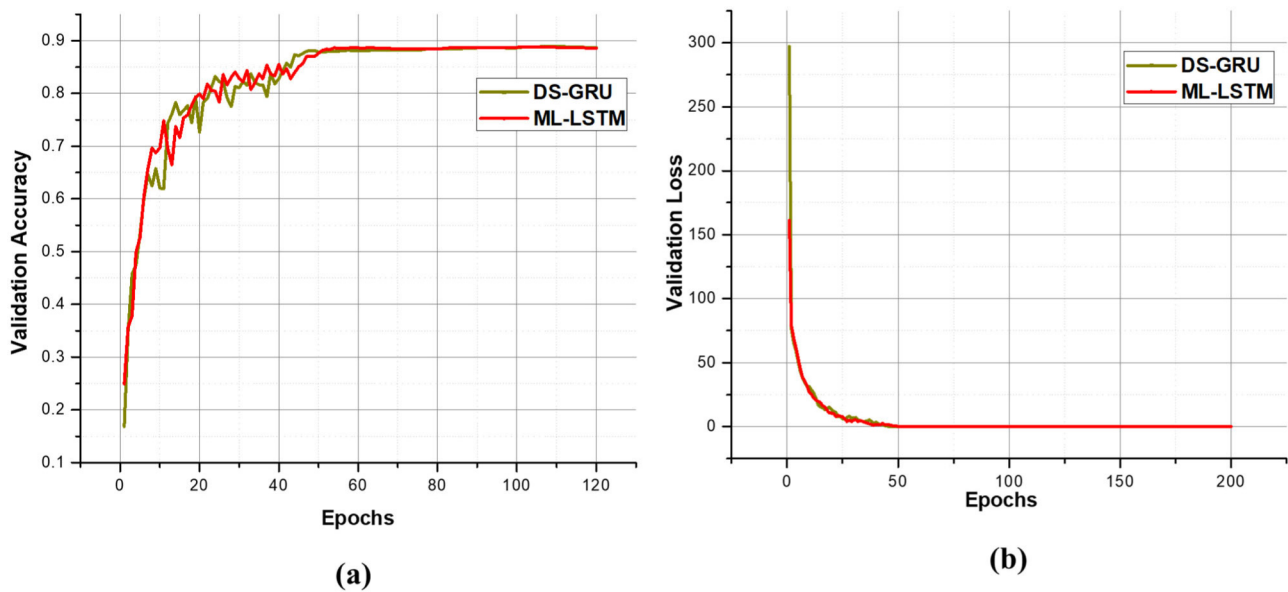 0.9
0.8
0.7
0.6
0.5
0.4
0.3
0.2
0.1
Validation Accuracy
DS-GRU
ML-LSTM
0 20 40 60 80 100 120
Epochs
(a)
300
250
200
150
100
50
0
Validation Loss
DS-GRU
ML-LSTM
0 50 100 150 200
Epochs
(b)